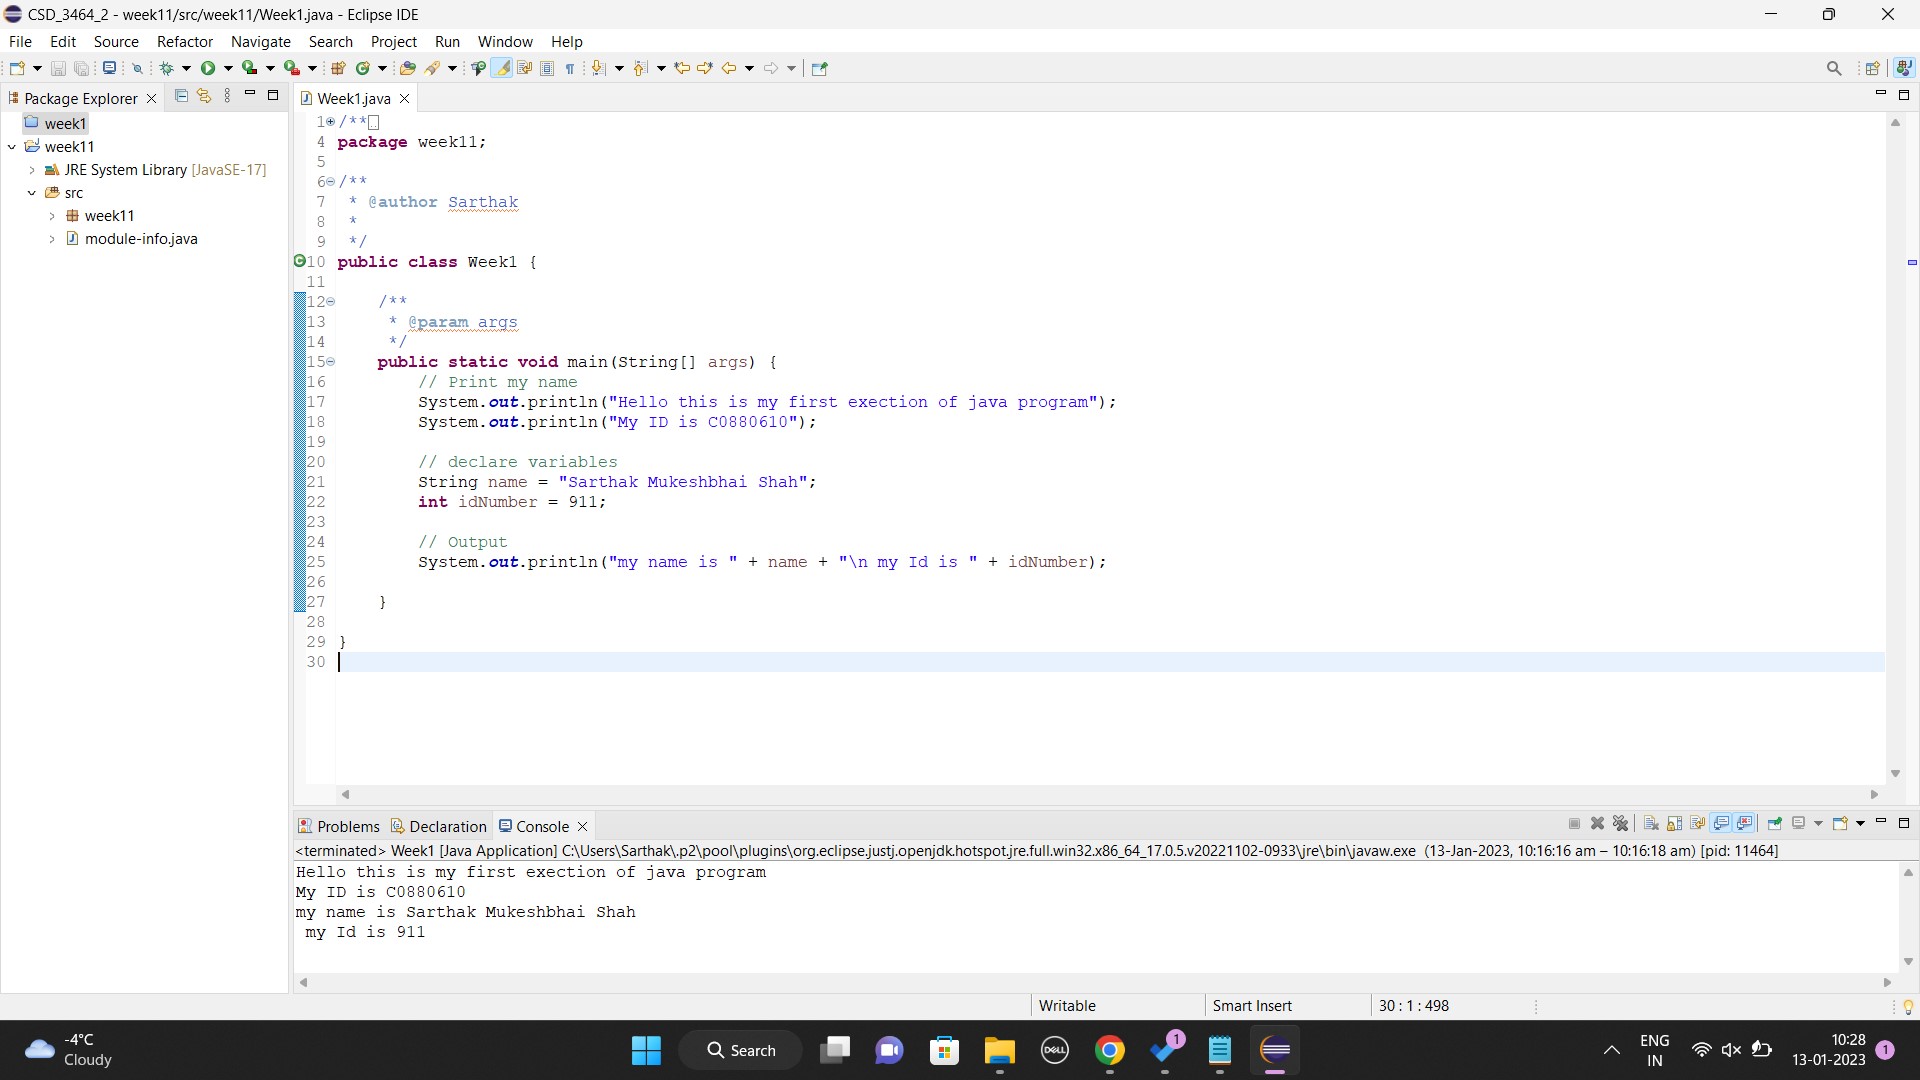 CSD_3464_2 - week11/src/week11/Week1.java - Eclipse IDE
File Edit Source Refactor Navigate Search Project Run Window Help
Package Explorer
week1
week11
JRE System Library [JavaSE-17]
src
week11
module-info.java
Week1.java
1 /**
4 package week11;
5
6 /**
7  * @author Sarthak
8  *
9  */
10 public class Week1 {
11
12     /**
13      * @param args
14      */
15     public static void main(String[] args) {
16         // Print my name
17         System.out.println("Hello this is my first exection of java program");
18         System.out.println("My ID is C0880610");
19
20         // declare variables
21         String name = "Sarthak Mukeshbhai Shah";
22         int idNumber = 911;
23
24         // Output
25         System.out.println("my name is " + name + "\n my Id is " + idNumber);
26
27     }
28
29 }
30
Problems Declaration Console
<terminated> Week1 [Java Application] C:\Users\Sarthak\.p2\pool\plugins\org.eclipse.justj.openjdk.hotspot.jre.full.win32.x86_64_17.0.5.v20221102-0933\jre\bin\javaw.exe (13-Jan-2023, 10:16:16 am – 10:16:18 am) [pid: 11464]
Hello this is my first exection of java program
My ID is C0880610
my name is Sarthak Mukeshbhai Shah
 my Id is 911
Writable Smart Insert 30 : 1 : 498
-4°C
Cloudy
Search
DELL
1
ENG
IN
10:28
13-01-2023
1